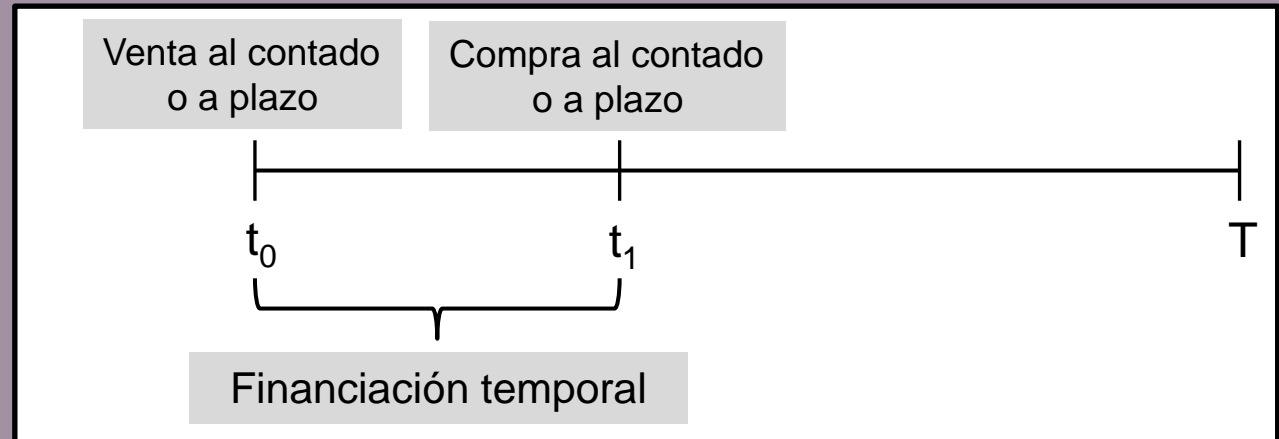 Venta al contado
o a plazo
Compra al contado
o a plazo
t₀
t₁
T
Financiación temporal